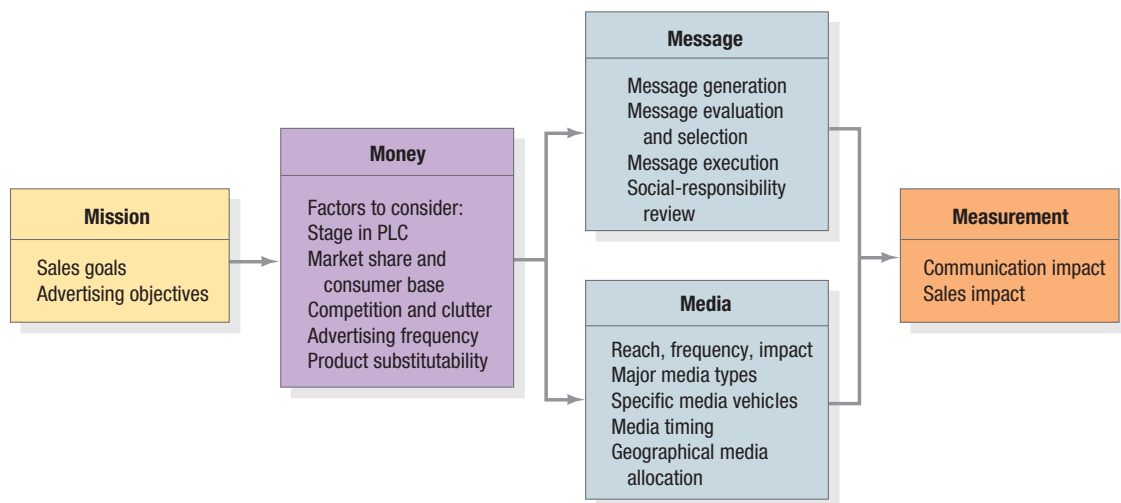 Mission
Sales goals
Advertising objectives
Money
Factors to consider:
Stage in PLC
Market share and
consumer base
Competition and clutter
Advertising frequency
Product substitutability
Message
Message generation
Message evaluation
and selection
Message execution
Social-responsibility
review
Media
Reach, frequency, impact
Major media types
Specific media vehicles
Media timing
Geographical media
allocation
Measurement
Communication impact
Sales impact